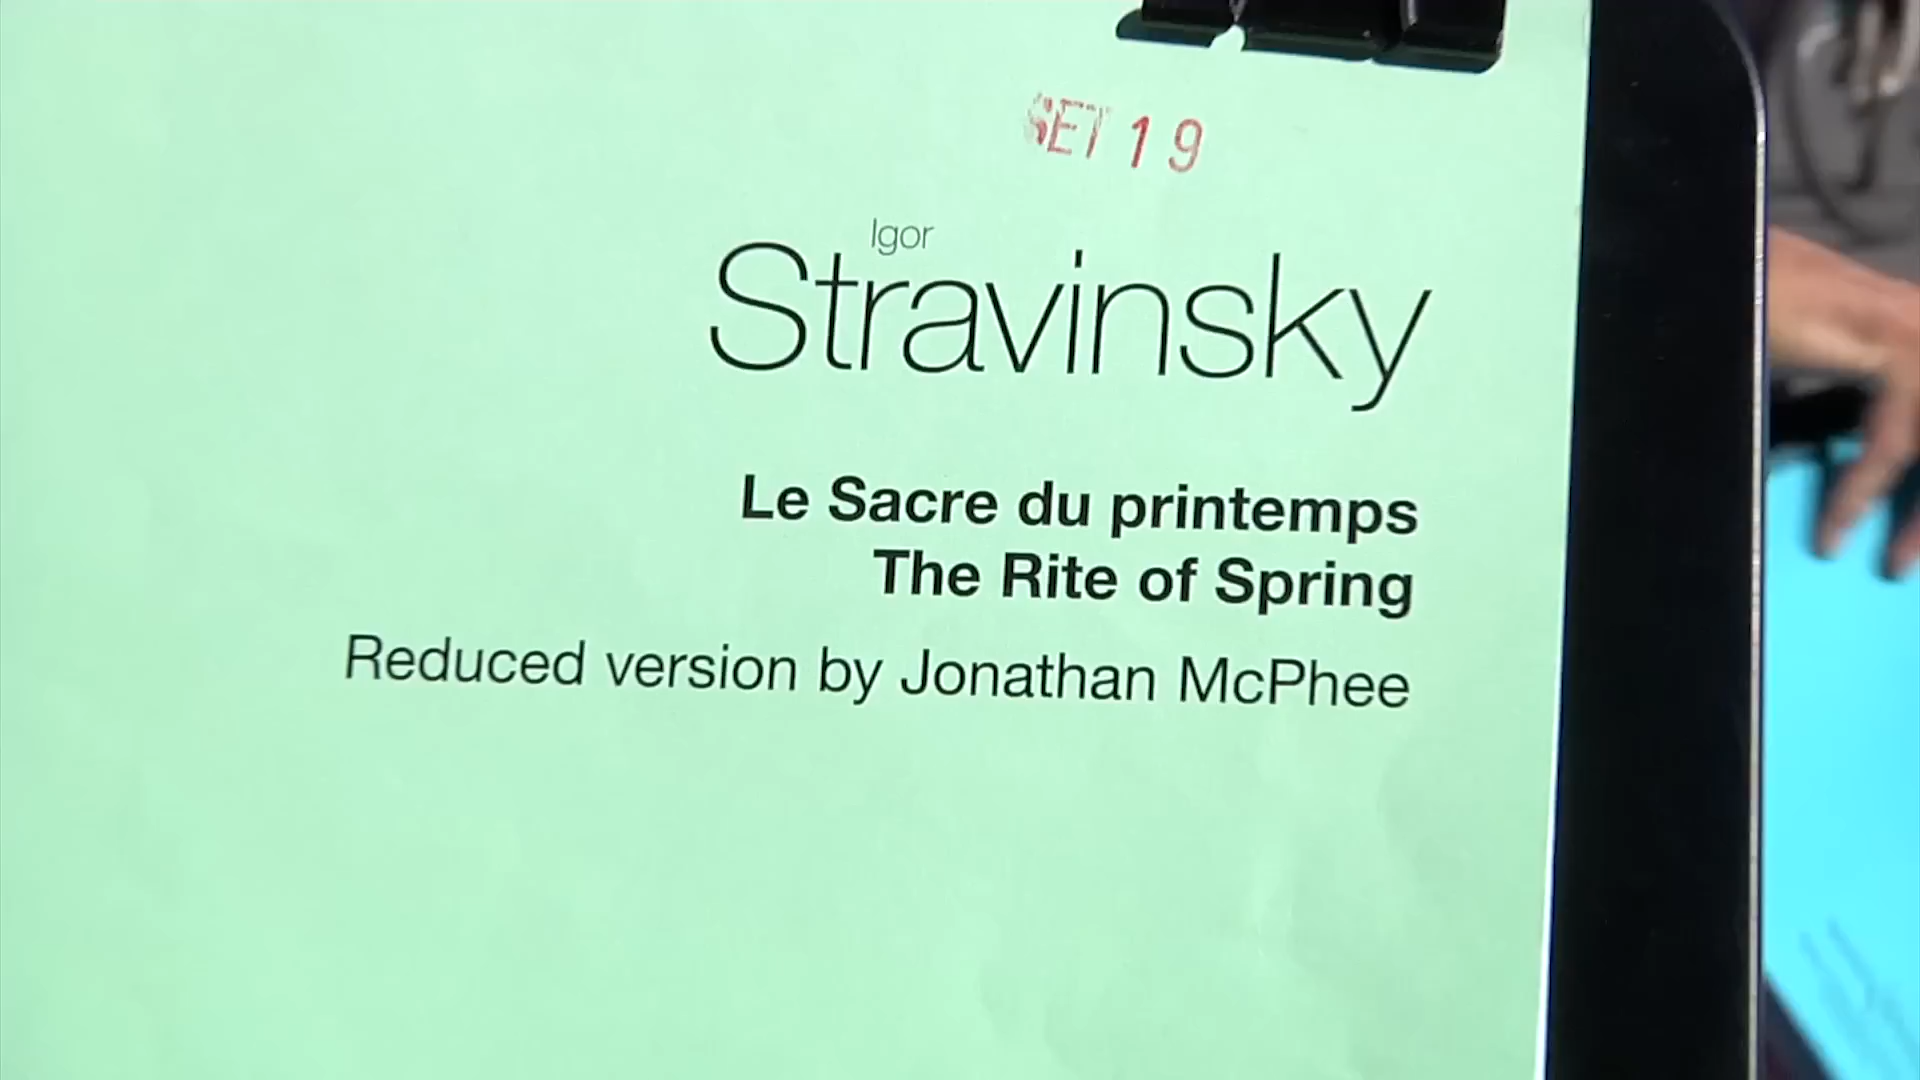 SET 19
Igor
Stravinsky
Le Sacre du printemps
The Rite of Spring
Reduced version by Jonathan McPhee